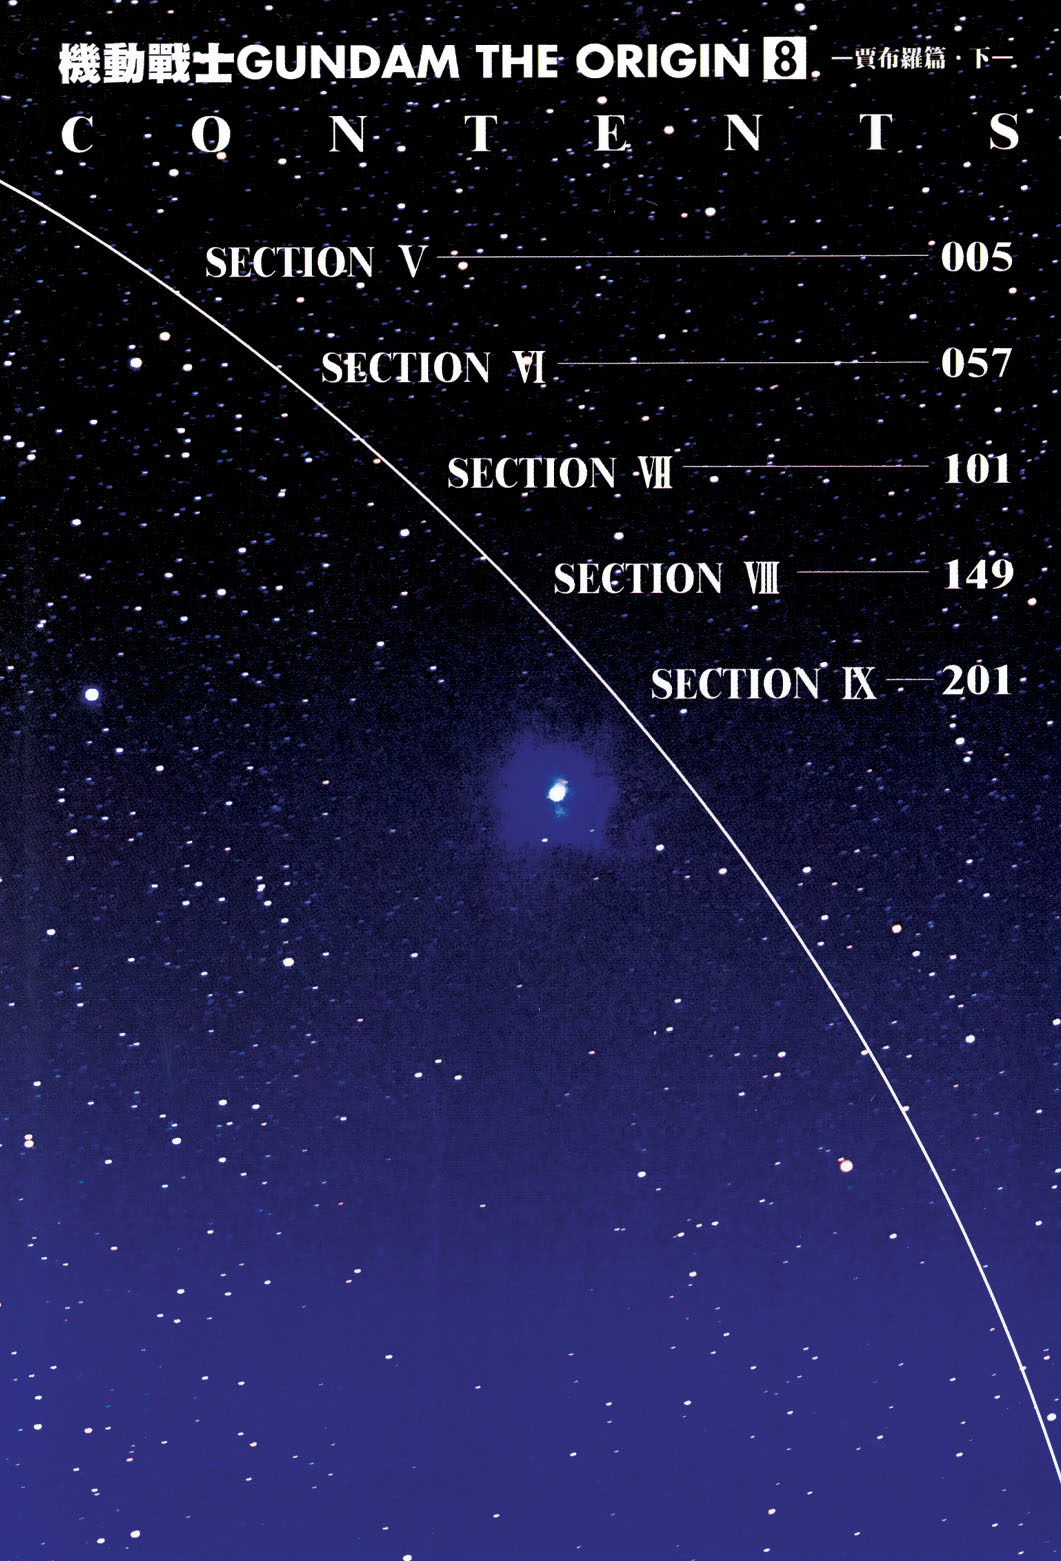 機動戰士GUNDAM THE ORIGIN 8 —賈布羅篇・下—
CONTENTS
SECTION V 005
SECTION VI 057
SECTION VII 101
SECTION VIII 149
SECTION IX 201